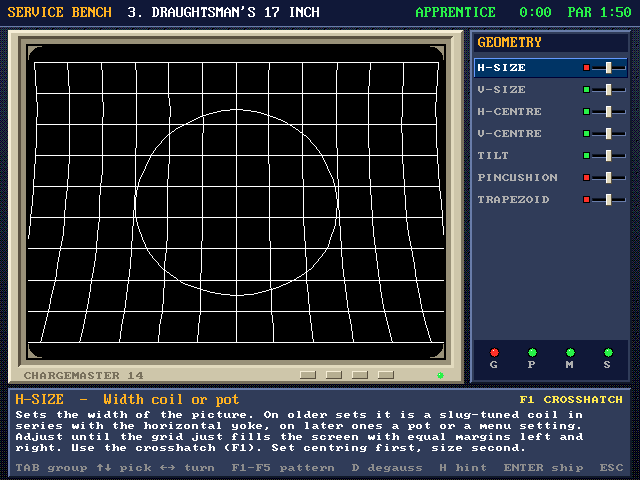 SERVICE BENCH 3. DRAUGHTSMAN'S 17 INCH APPRENTICE 0:00 PAR 1:50
GEOMETRY
H-SIZE
V-SIZE
H-CENTRE
V-CENTRE
TILT
PINCUSHION
TRAPEZOID
G P M S
CHARGEMASTER 14
H-SIZE - Width coil or pot F1 CROSSHATCH
Sets the width of the picture. On older sets it is a slug-tuned coil in
series with the horizontal yoke, on later ones a pot or a menu setting.
Adjust until the grid just fills the screen with equal margins left and
right. Use the crosshatch (F1). Set centring first, size second.
TAB group ↑↓ pick ↔ turn F1-F5 pattern D degauss H hint ENTER ship ESC